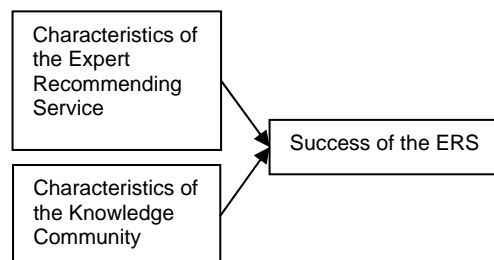 Characteristics of
the Expert
Recommending
Service
Success of the ERS
Characteristics of
the Knowledge
Community